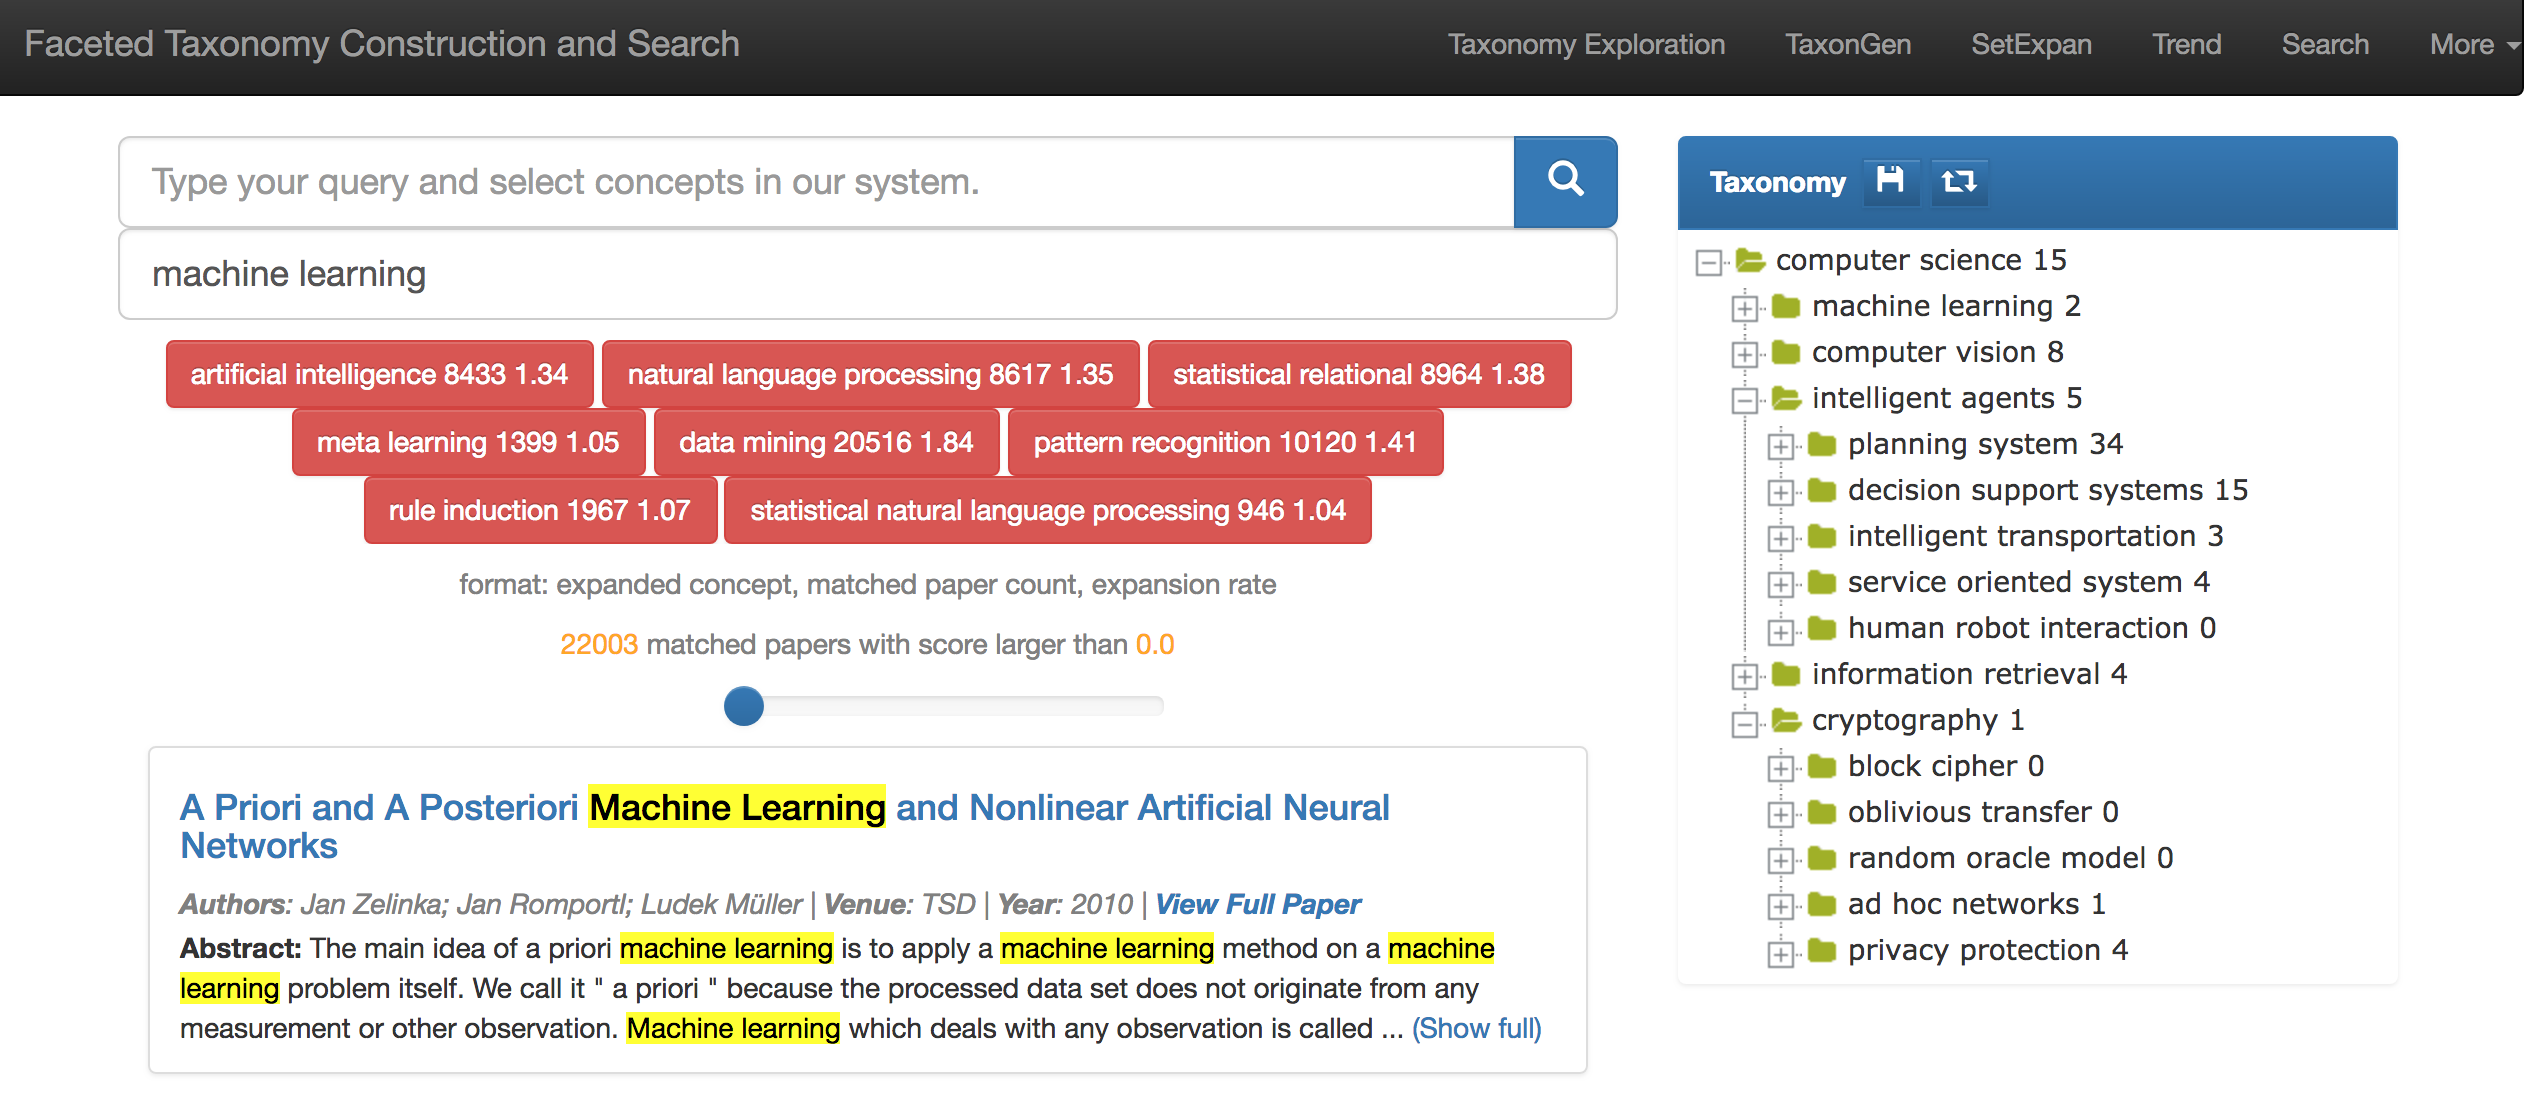 Faceted Taxonomy Construction and Search
Taxonomy Exploration TaxonGen SetExpan Trend Search More
Type your query and select concepts in our system.
machine learning
artificial intelligence 8433 1.34 natural language processing 8617 1.35 statistical relational 8964 1.38
meta learning 1399 1.05 data mining 20516 1.84 pattern recognition 10120 1.41
rule induction 1967 1.07 statistical natural language processing 946 1.04
format: expanded concept, matched paper count, expansion rate
22003 matched papers with score larger than 0.0
A Priori and A Posteriori Machine Learning and Nonlinear Artificial Neural
Networks
Authors: Jan Zelinka; Jan Romportl; Ludek Müller | Venue: TSD | Year: 2010 | View Full Paper
Abstract: The main idea of a priori machine learning is to apply a machine learning method on a machine
learning problem itself. We call it " a priori " because the processed data set does not originate from any
measurement or other observation. Machine learning which deals with any observation is called ... (Show full)
Taxonomy
computer science 15
machine learning 2
computer vision 8
intelligent agents 5
planning system 34
decision support systems 15
intelligent transportation 3
service oriented system 4
human robot interaction 0
information retrieval 4
cryptography 1
block cipher 0
oblivious transfer 0
random oracle model 0
ad hoc networks 1
privacy protection 4